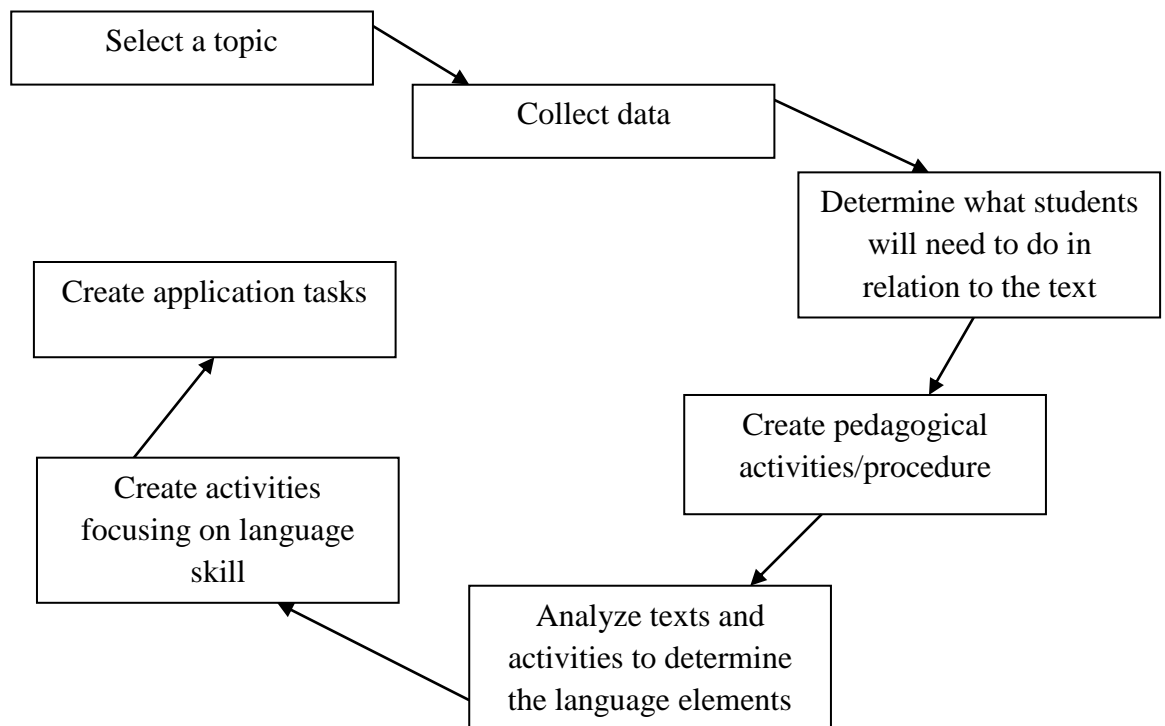 Select a topic
Collect data
Determine what students
will need to do in
relation to the text
Create pedagogical
activities/procedure
Analyze texts and
activities to determine
the language elements
Create activities
focusing on language
skill
Create application tasks